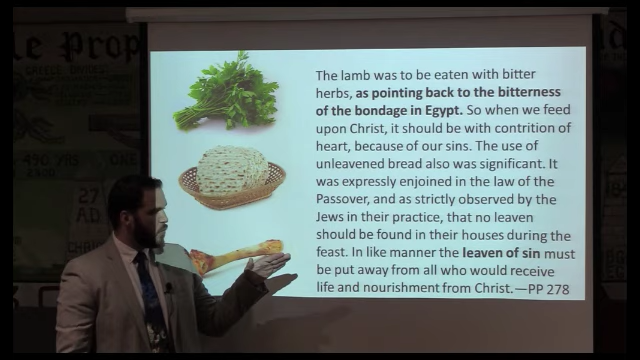 The lamb was to be eaten with bitter
herbs, as pointing back to the bitterness
of the bondage in Egypt. So when we feed
upon Christ, it should be with contrition of
heart, because of our sins. The use of
unleavened bread also was significant. It
was expressly enjoined in the law of the
Passover, and as strictly observed by the
Jews in their practice, that no leaven
should be found in their houses during the
feast. In like manner the leaven of sin must
be put away from all who would receive
life and nourishment from Christ.—PP 278
GREECE DIVIDES
490 YRS
27
A.D.